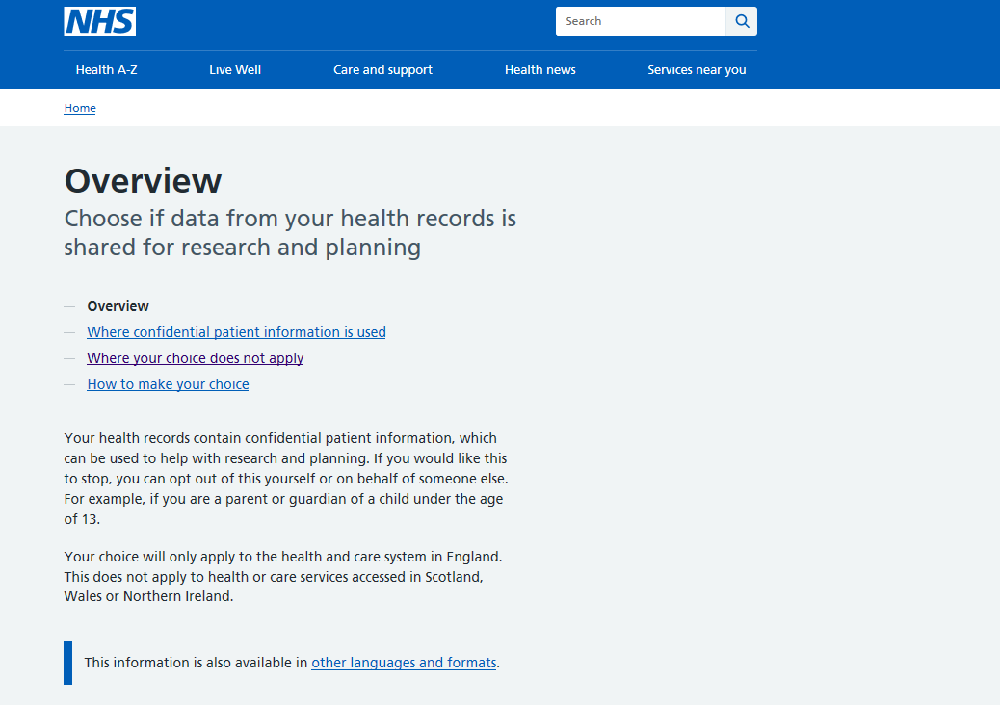 NHS
Search
Health A-Z Live Well Care and support Health news Services near you
Home
Overview
Choose if data from your health records is
shared for research and planning
— Overview
— Where confidential patient information is used
— Where your choice does not apply
— How to make your choice
Your health records contain confidential patient information, which
can be used to help with research and planning. If you would like this
to stop, you can opt out of this yourself or on behalf of someone else.
For example, if you are a parent or guardian of a child under the age
of 13.
Your choice will only apply to the health and care system in England.
This does not apply to health or care services accessed in Scotland,
Wales or Northern Ireland.
This information is also available in other languages and formats.